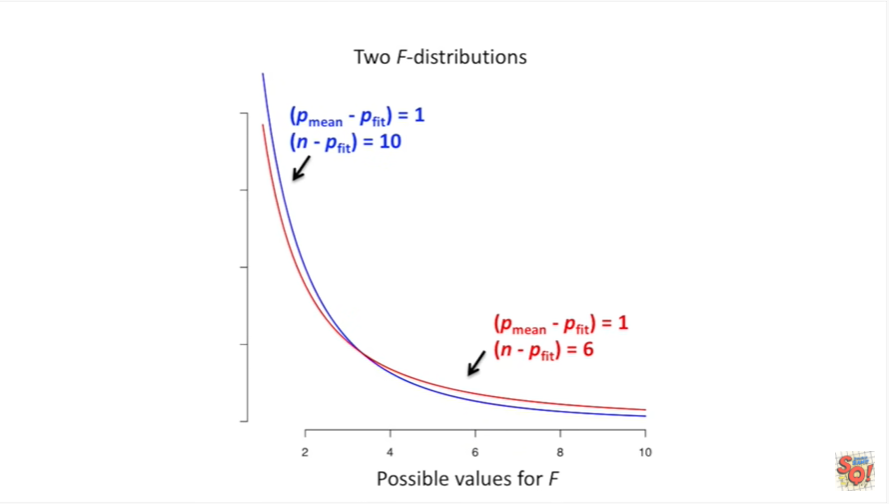 Two F-distributions
(pmean - pfit) = 1
(n - pfit) = 10
(pmean - pfit) = 1
(n - pfit) = 6
2 4 6 8 10
Possible values for F
SQ!